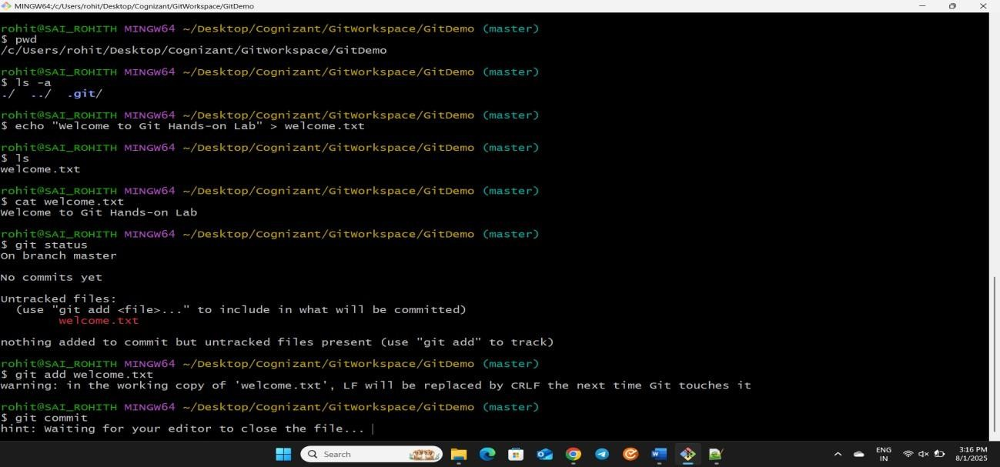 MINGW64:/c/Users/rohit/Desktop/Cognizant/GitWorkspace/GitDemo
rohit@SAI_ROHITH MINGW64 ~/Desktop/Cognizant/GitWorkspace/GitDemo (master)
$ pwd
/c/Users/rohit/Desktop/Cognizant/GitWorkspace/GitDemo
rohit@SAI_ROHITH MINGW64 ~/Desktop/Cognizant/GitWorkspace/GitDemo (master)
$ ls -a
./ ../ .git/
rohit@SAI_ROHITH MINGW64 ~/Desktop/Cognizant/GitWorkspace/GitDemo (master)
$ echo "Welcome to Git Hands-on Lab" > welcome.txt
rohit@SAI_ROHITH MINGW64 ~/Desktop/Cognizant/GitWorkspace/GitDemo (master)
$ ls
welcome.txt
rohit@SAI_ROHITH MINGW64 ~/Desktop/Cognizant/GitWorkspace/GitDemo (master)
$ cat welcome.txt
Welcome to Git Hands-on Lab
rohit@SAI_ROHITH MINGW64 ~/Desktop/Cognizant/GitWorkspace/GitDemo (master)
$ git status
On branch master
No commits yet
Untracked files:
(use "git add <file>..." to include in what will be committed)
welcome.txt
nothing added to commit but untracked files present (use "git add" to track)
rohit@SAI_ROHITH MINGW64 ~/Desktop/Cognizant/GitWorkspace/GitDemo (master)
$ git add welcome.txt
warning: in the working copy of 'welcome.txt', LF will be replaced by CRLF the next time Git touches it
rohit@SAI_ROHITH MINGW64 ~/Desktop/Cognizant/GitWorkspace/GitDemo (master)
$ git commit
hint: Waiting for your editor to close the file...
Search
ENG
IN
3:16 PM
8/1/2025